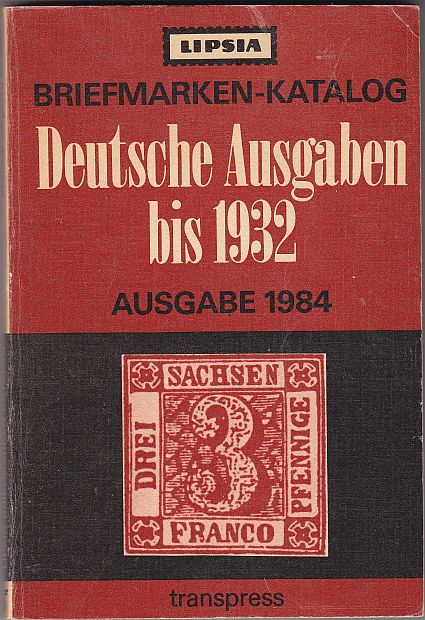 LIPSIA
BRIEFMARKEN-KATALOG
Deutsche Ausgaben
bis 1932
AUSGABE 1984
SACHSEN
DREI
3
PFENNIGE
FRANCO
transpress